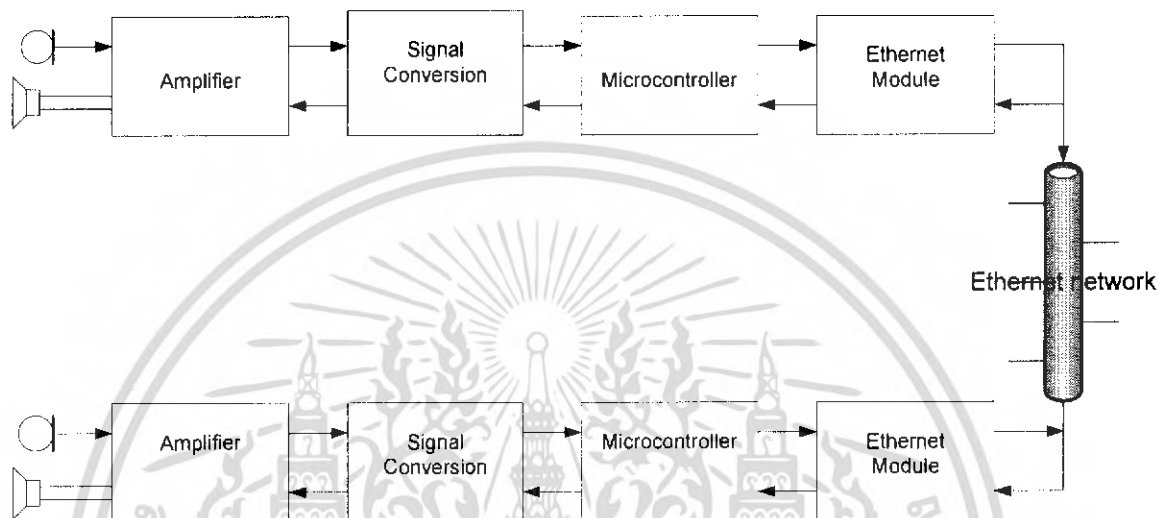 Amplifier
Signal
Conversion
Microcontroller
Ethernet
Module
Ethernet network
Amplifier
Signal
Conversion
Microcontroller
Ethernet
Module